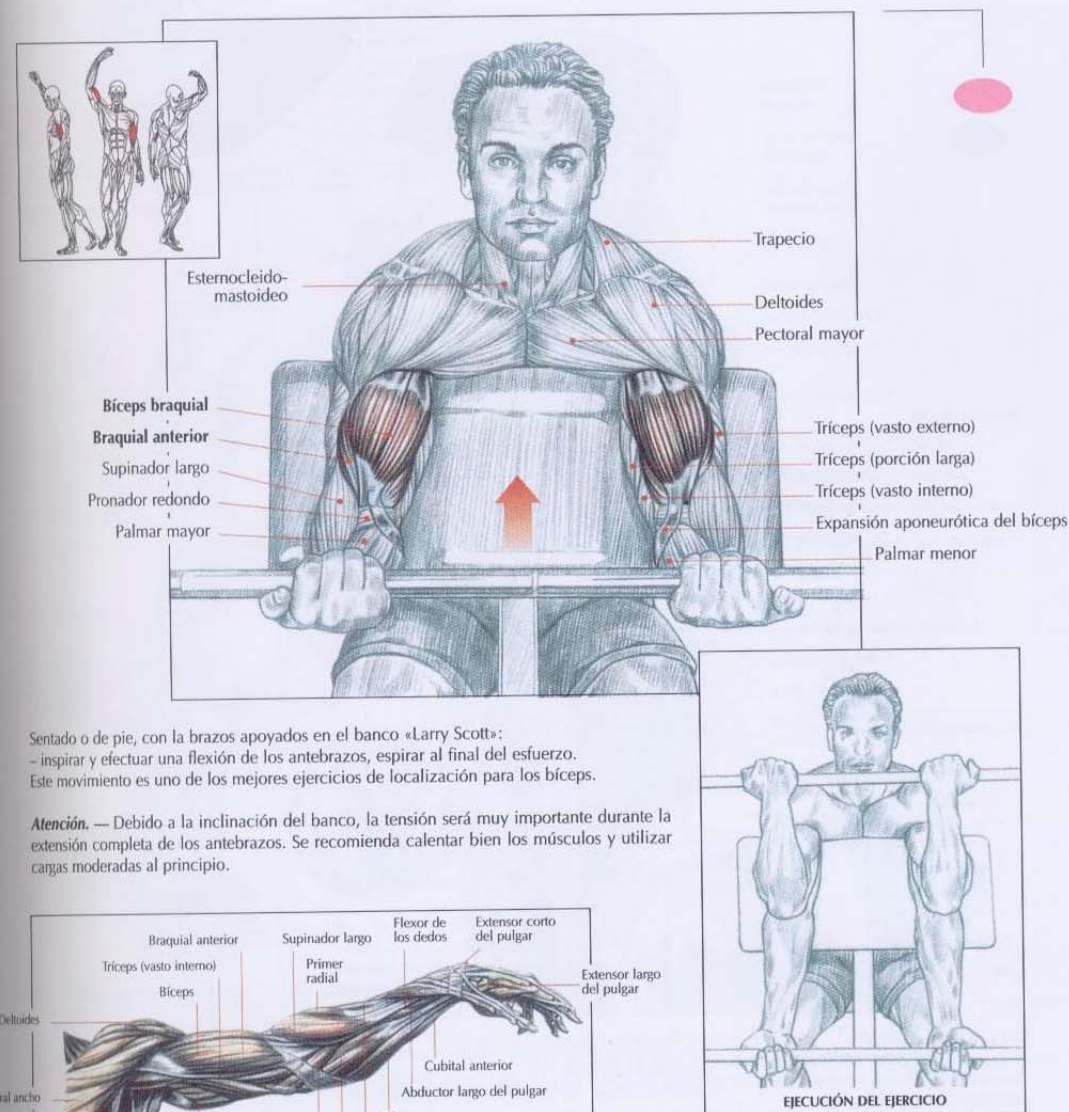 Esternocleido-
mastoideo
Trapecio
Deltoides
Pectoral mayor
Bíceps braquial
Braquial anterior
Supinador largo
Pronador redondo
Palmar mayor
Tríceps (vasto externo)
Tríceps (porción larga)
Tríceps (vasto interno)
Expansión aponeurótica del bíceps
Palmar menor
Sentado o de pie, con la brazos apoyados en el banco «Larry Scott»:
– inspirar y efectuar una flexión de los antebrazos, espirar al final del esfuerzo.
Este movimiento es uno de los mejores ejercicios de localización para los bíceps.
Atención. — Debido a la inclinación del banco, la tensión será muy importante durante la
extensión completa de los antebrazos. Se recomienda calentar bien los músculos y utilizar
cargas moderadas al principio.
Braquial anterior
Supinador largo
Flexor de
los dedos
Extensor corto
del pulgar
Tríceps (vasto interno)
Primer
radial
Extensor largo
del pulgar
Bíceps
Deltoides
Cubital anterior
Abductor largo del pulgar
ancho
EJECUCIÓN DEL EJERCICIO